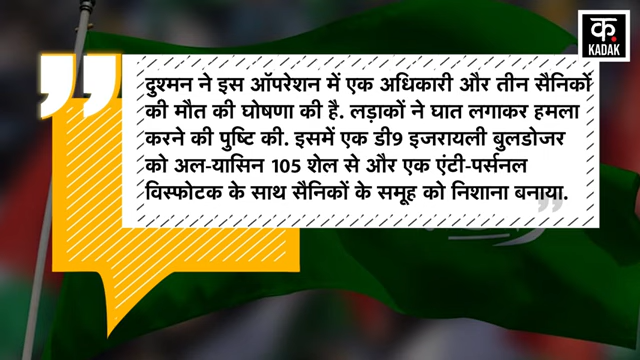 क.
KADAK
दुश्मन ने इस ऑपरेशन में एक अधिकारी और तीन सैनिकों
की मौत की घोषणा की है. लड़ाकों ने घात लगाकर हमला
करने की पुष्टि की. इसमें एक डी9 इजरायली बुलडोजर
को अल-यासिन 105 शेल से और एक एंटी-पर्सनल
विस्फोटक के साथ सैनिकों के समूह को निशाना बनाया.